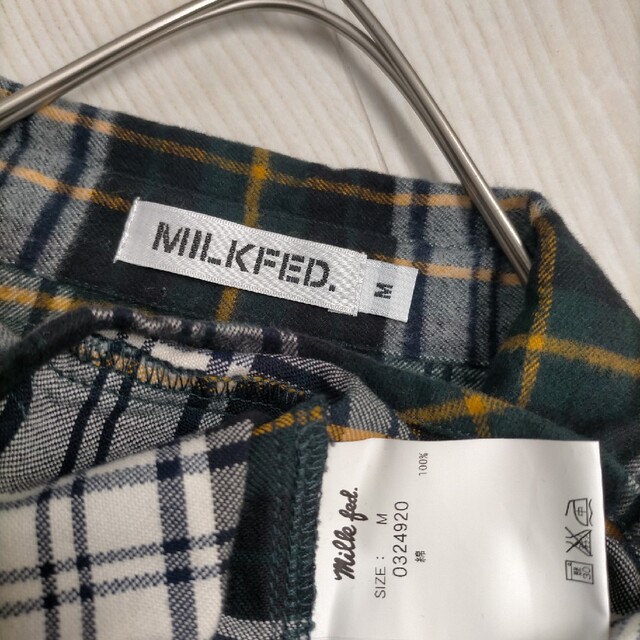 MILKFED.
M
Milk fed.
SIZE: M
0324920
綿
100%